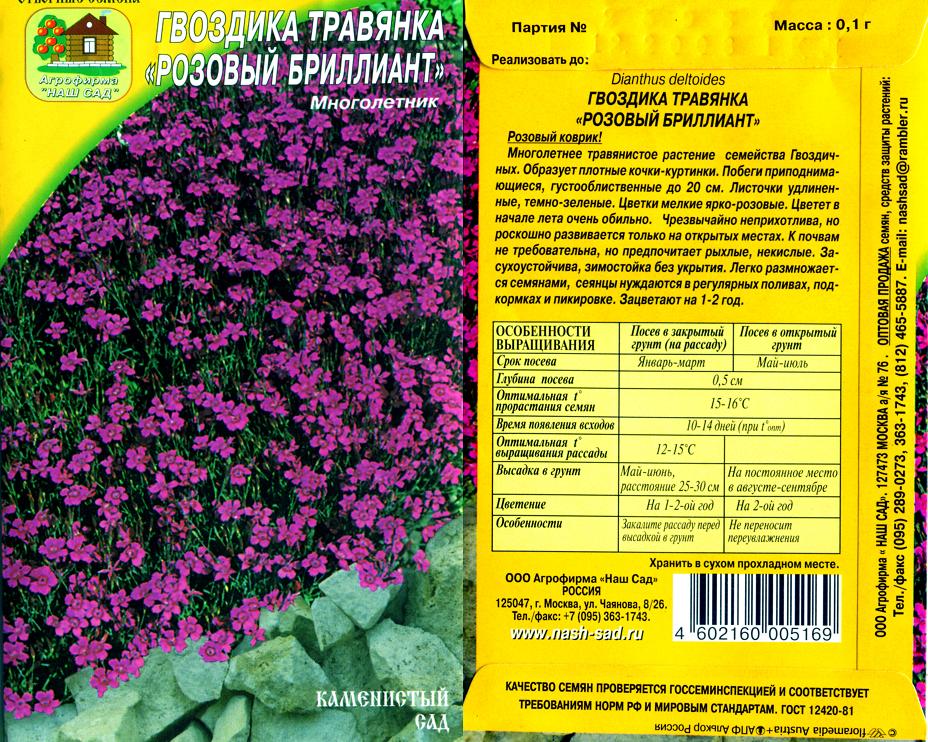 ГВОЗДИКА ТРАВЯНКА
«РОЗОВЫЙ БРИЛЛИАНТ»
Многолетник
Агрофирма
"НАШ САД"
КАМЕНИСТЫЙ
САД
Партия №
Масса : 0,1 г
Реализовать до:
Dianthus deltoides
ГВОЗДИКА ТРАВЯНКА
«РОЗОВЫЙ БРИЛЛИАНТ»
Розовый коврик!
Многолетнее травянистое растение семейства Гвоздич-
ных. Образует плотные кочки-куртинки. Побеги приподнима-
ющиеся, густооблиственные до 20 см. Листочки удлинен-
ные, темно-зеленые. Цветки мелкие ярко-розовые. Цветет в
начале лета очень обильно. Чрезвычайно неприхотлива, но
роскошно развивается только на открытых местах. К почвам
не требовательна, но предпочитает рыхлые, некислые. За-
сухоустойчива, зимостойка без укрытия. Легко размножает-
ся семенами, сеянцы нуждаются в регулярных поливах, под-
кормках и пикировке. Зацветают на 1-2 год.
ОСОБЕННОСТИ ВЫРАЩИВАНИЯ Посев в закрытый грунт (на рассаду) Посев в открытый грунт
Срок посева Январь-март Май-июль
Глубина посева 0,5 см
Оптимальная t° прорастания семян 15-16°С
Время появления всходов 10-14 дней (при t°опт)
Оптимальная t° выращивания рассады 12-15°С
Высадка в грунт Май-июнь, расстояние 25-30 см На постоянное место в августе-сентябре
Цветение На 1-2-ой год На 2-ой год
Особенности Закалите рассаду перед высадкой в грунт Не переносит переувлажнения
Хранить в сухом прохладном месте.
ООО Агрофирма «Наш Сад»
РОССИЯ
125047, г. Москва, ул. Чаянова, 8/26.
Тел./факс: +7 (095) 363-1743.
www.nash-sad.ru
4 602160 005169
КАЧЕСТВО СЕМЯН ПРОВЕРЯЕТСЯ ГОССЕМИНСПЕКЦИЕЙ И СООТВЕТСТВУЕТ
ТРЕБОВАНИЯМ НОРМ РФ И МИРОВЫМ СТАНДАРТАМ. ГОСТ 12420-81
© floramedia Austria+АПФ Алькор Россия
ООО Агрофирма « НАШ САД». 127473 МОСКВА а/я № 76 . ОПТОВАЯ ПРОДАЖА семян, средств защиты растений:
Тел./факс (095) 289-0273, 363-1743, (812) 465-5887. E-mail: nashsad@rambler.ru